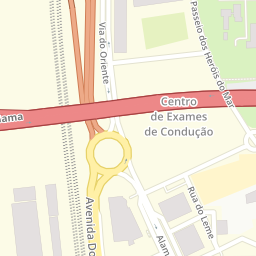 Via do Oriente
Passeio dos Heróis do Mar
Centro
de Exames
de Condução
ama
Avenida Do
Rua do Leme
Alam